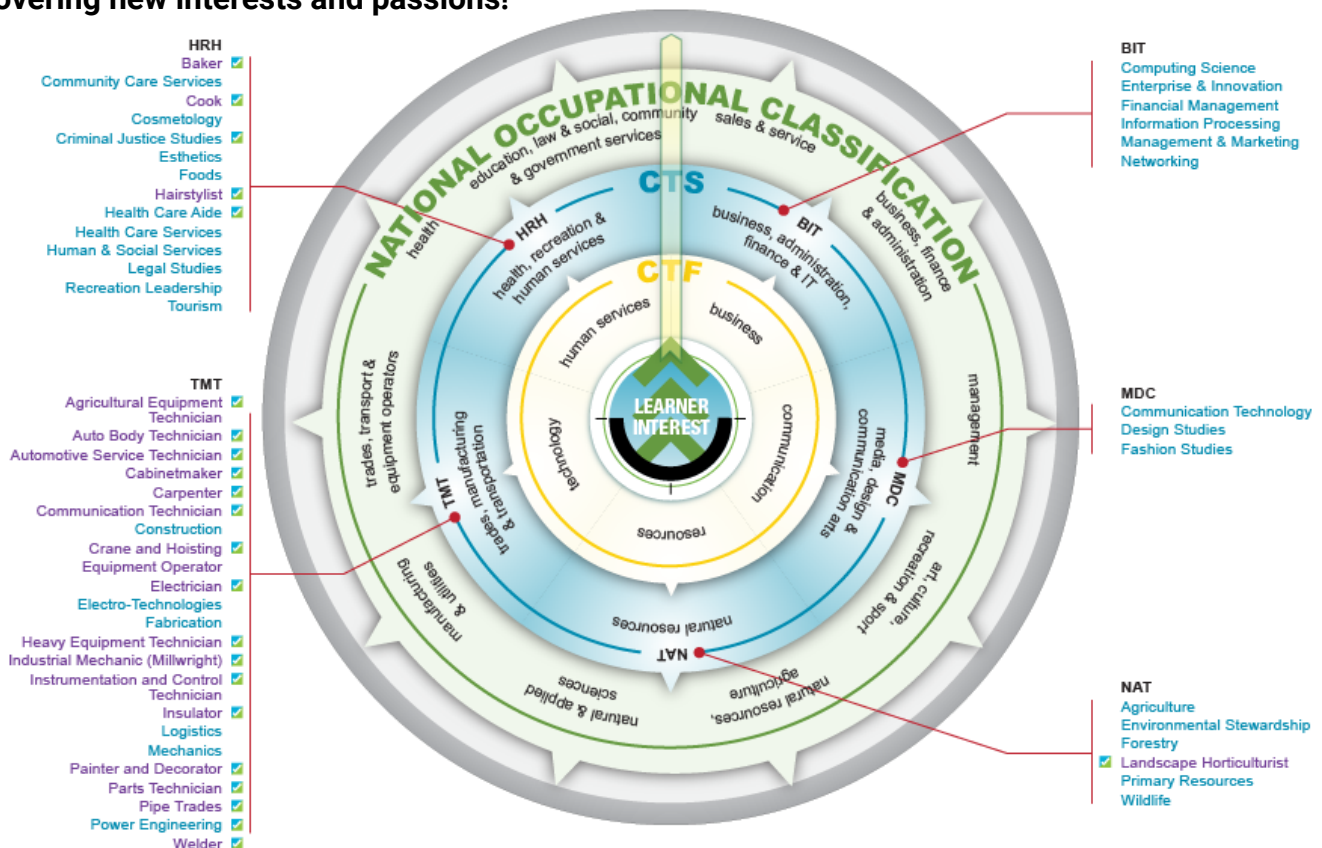 overing new interests and passions!
HRH
Baker
Community Care Services
Cook
Cosmetology
Criminal Justice Studies
Esthetics
Foods
Hairstylist
Health Care Aide
Health Care Services
Human & Social Services
Legal Studies
Recreation Leadership
Tourism
TMT
Agricultural Equipment
Technician
Auto Body Technician
Automotive Service Technician
Cabinetmaker
Carpenter
Communication Technician
Construction
Crane and Hoisting
Equipment Operator
Electrician
Electro-Technologies
Fabrication
Heavy Equipment Technician
Industrial Mechanic (Millwright)
Instrumentation and Control
Technician
Insulator
Logistics
Mechanics
Painter and Decorator
Parts Technician
Pipe Trades
Power Engineering
Welder
NATIONAL OCCUPATIONAL CLASSIFICATION
health
education, law & social, community
& government services
sales & service
business, finance
& administration
management
art, culture,
recreation & sport
natural resources,
agriculture
natural & applied
sciences
manufacturing
& utilities
trades, transport &
equipment operators
CTS
HRH
health, recreation &
human services
BIT
business, administration,
finance & IT
MDC
media, design &
communication arts
NAT
natural resources
TMT
trades, manufacturing
& transportation
CTF
human services
business
communication
resources
technology
LEARNER
INTEREST
BIT
Computing Science
Enterprise & Innovation
Financial Management
Information Processing
Management & Marketing
Networking
MDC
Communication Technology
Design Studies
Fashion Studies
NAT
Agriculture
Environmental Stewardship
Forestry
Landscape Horticulturist
Primary Resources
Wildlife